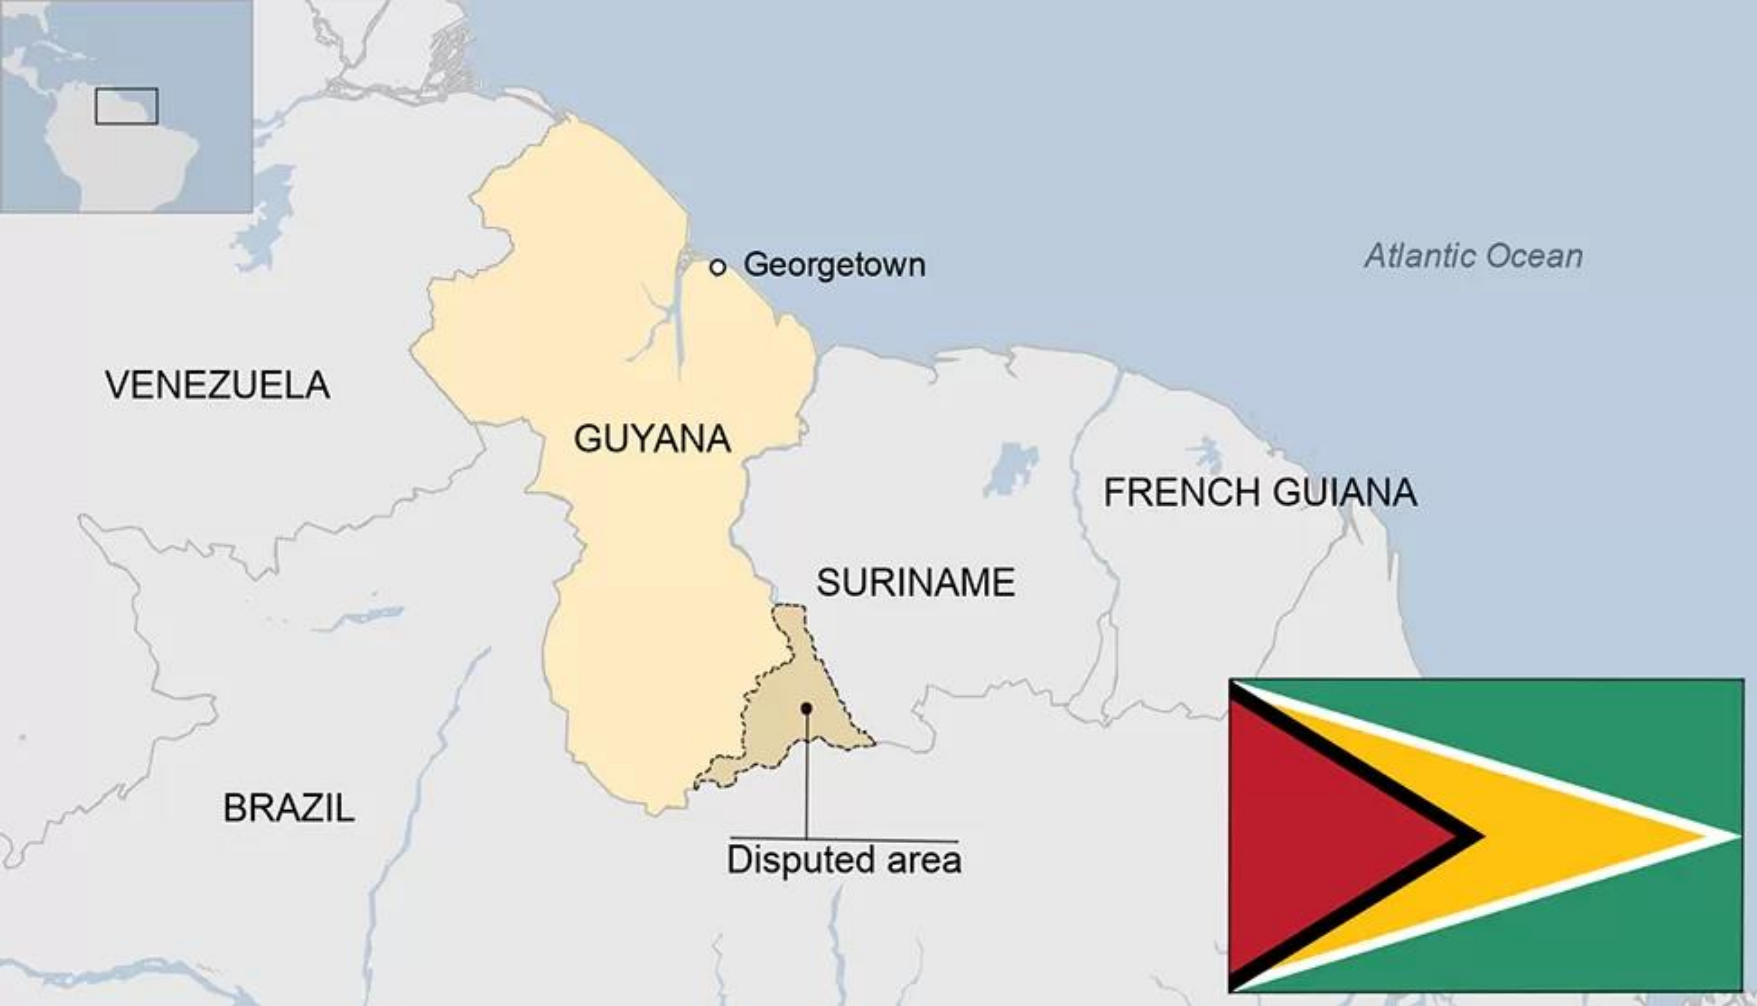 Georgetown
Atlantic Ocean
VENEZUELA
GUYANA
FRENCH GUIANA
SURINAME
BRAZIL
Disputed area